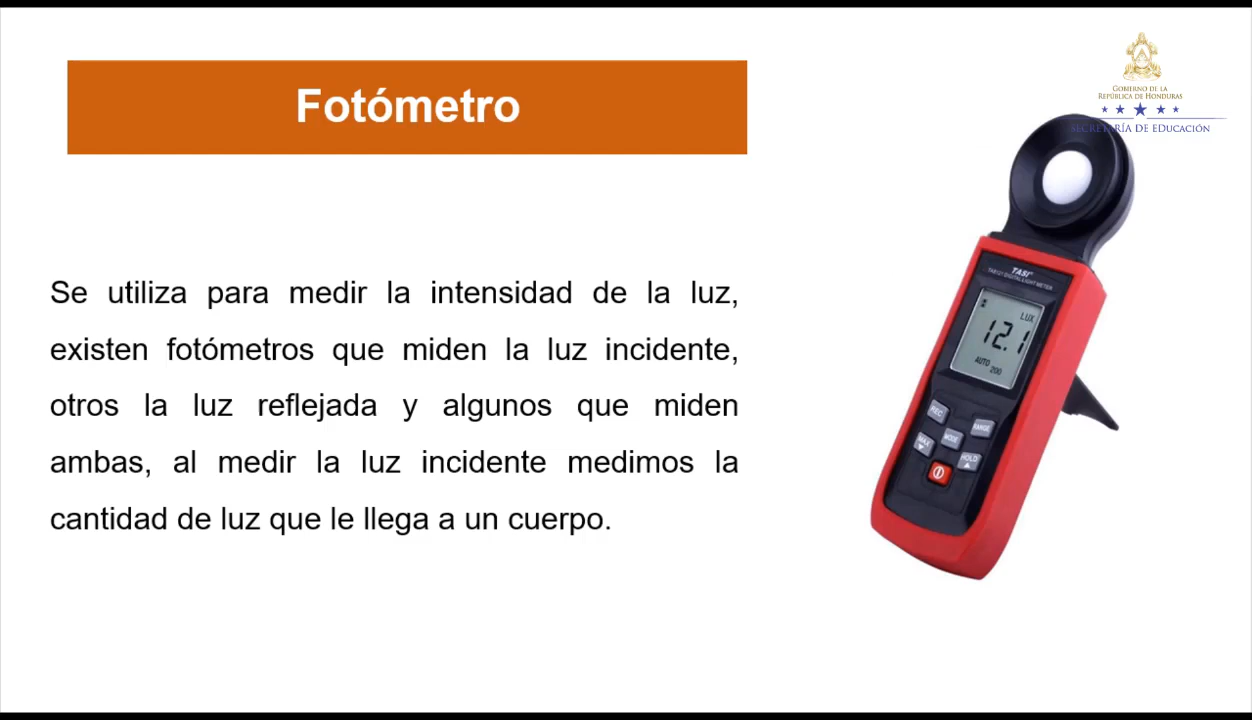 GOBIERNO DE LA
REPÚBLICA DE HONDURAS
SECRETARÍA DE EDUCACIÓN
Fotómetro
Se utiliza para medir la intensidad de la luz,
existen fotómetros que miden la luz incidente,
otros la luz reflejada y algunos que miden
ambas, al medir la luz incidente medimos la
cantidad de luz que le llega a un cuerpo.
TASI
DIGITAL LIGHT METER
LUX
12.1
AUTO
200
REC
RANGE
MODE
MAX
HOLD